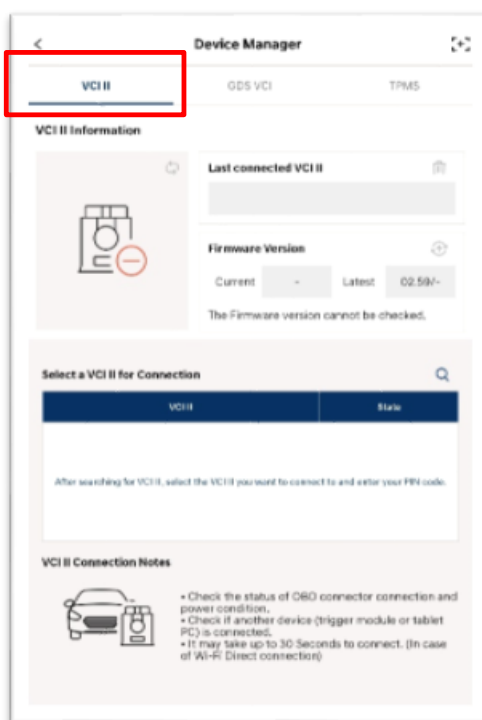 Device Manager
VCI II
GDS VCI
TPMS
VCI II Information
Last connected VCI II
Firmware Version
Current
-
Latest
02.59/-
The Firmware version cannot be checked.
Select a VCI II for Connection
VCI II
State
After searching for VCI II, select the VCI II you want to connect to and enter your PIN code.
VCI II Connection Notes
• Check the status of OBD connector connection and
power condition.
• Check if another device (trigger module or tablet
PC) is connected.
• It may take up to 30 Seconds to connect. (In case
of Wi-Fi Direct connection)